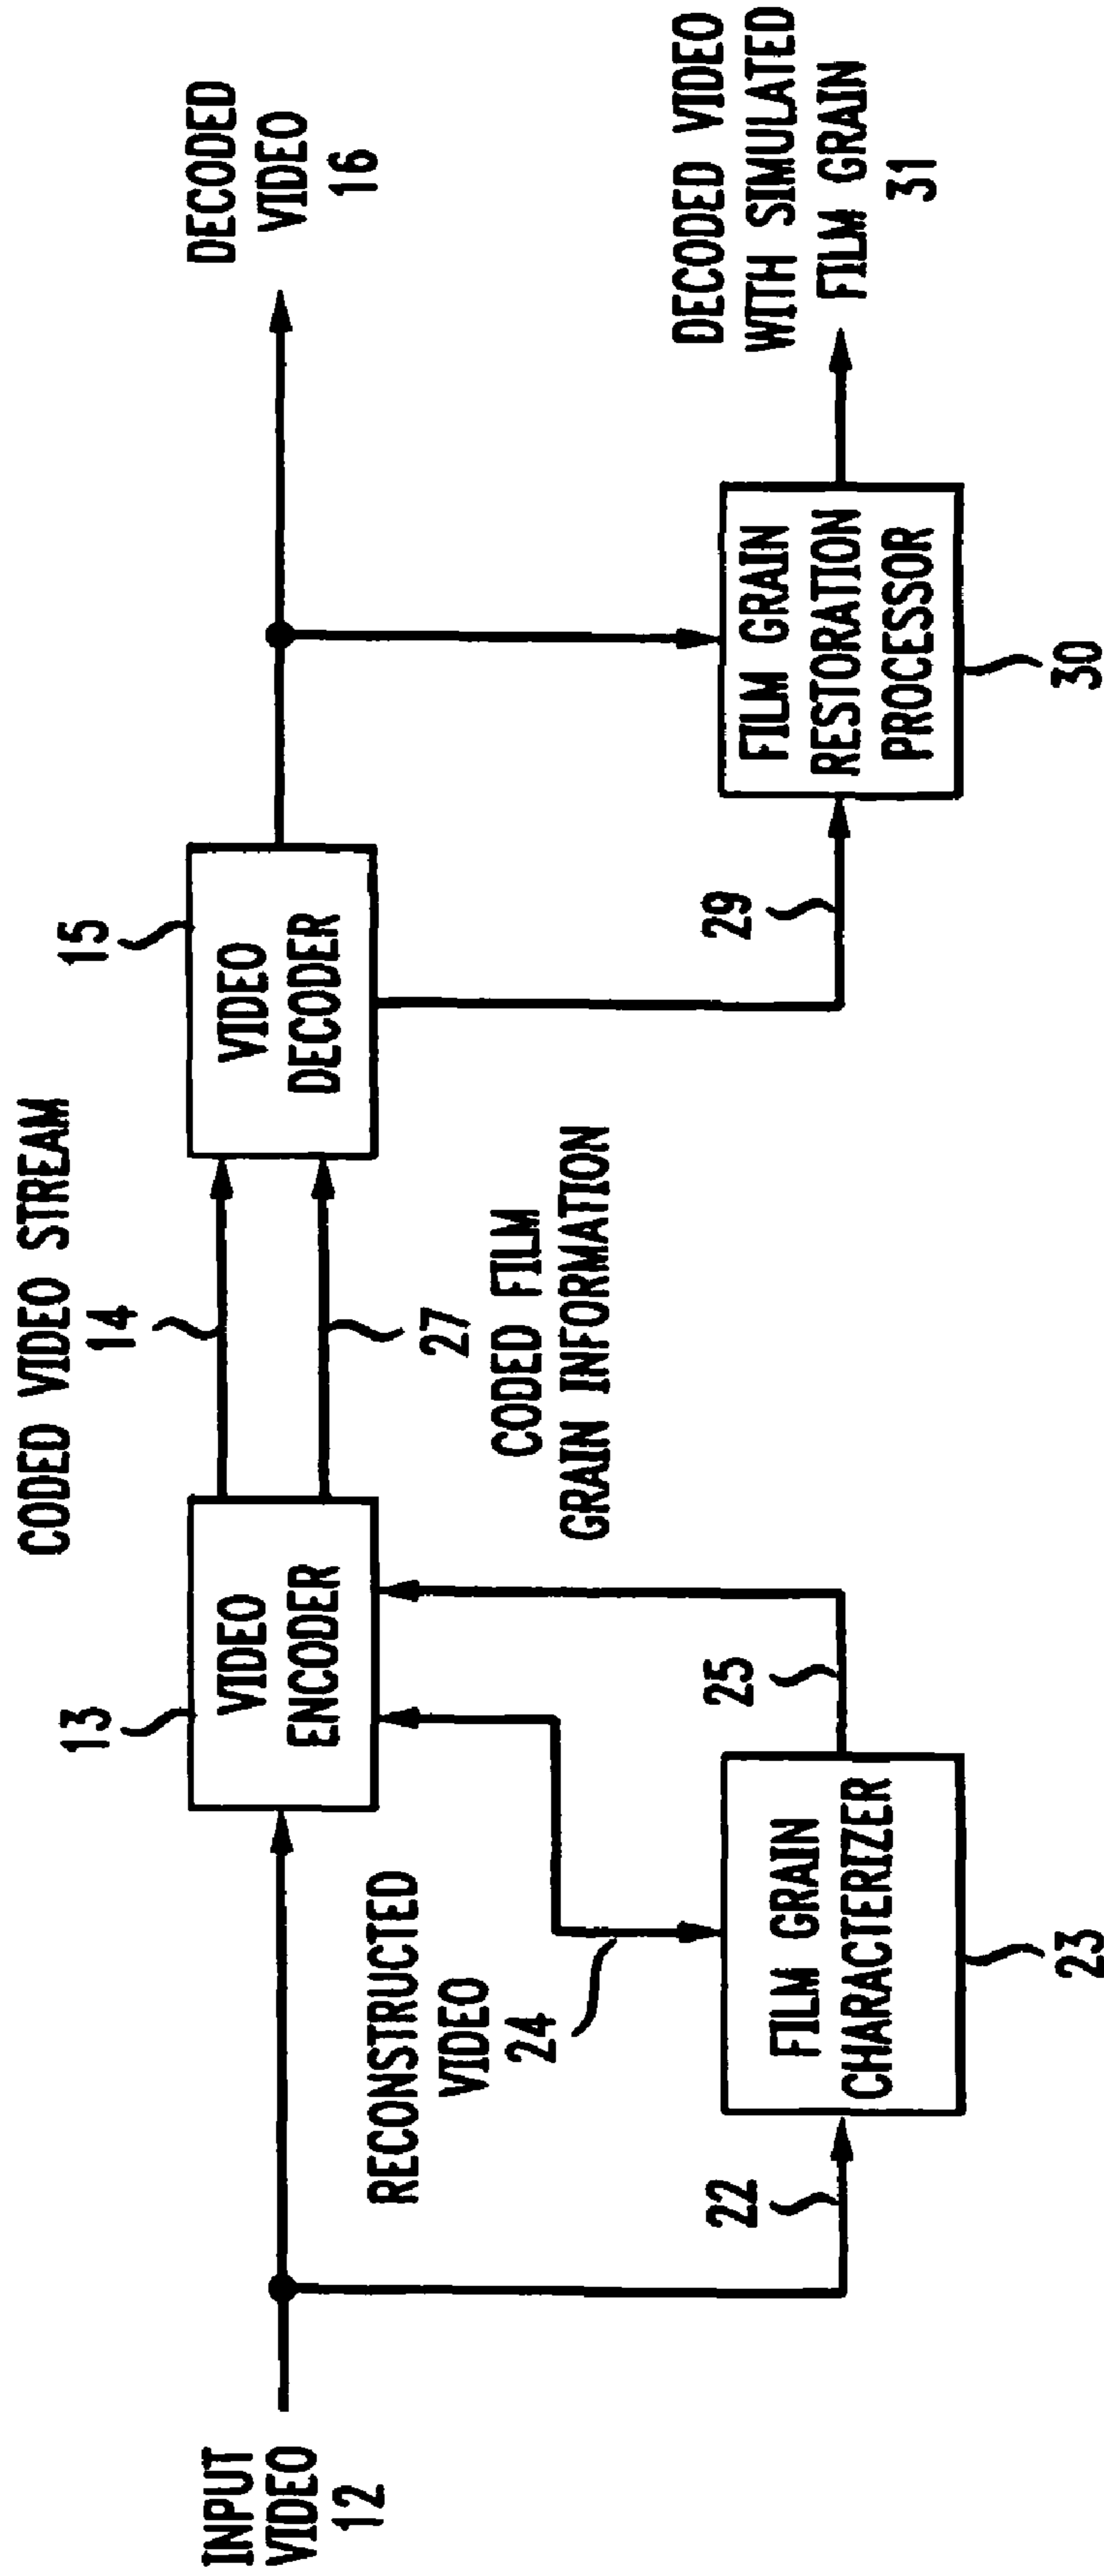 INPUT
VIDEO
12
22
FILM GRAIN
CHARACTERIZER
23
RECONSTRUCTED
VIDEO
24
25
13
VIDEO
ENCODER
CODED VIDEO STREAM
14
27
CODED FILM
GRAIN INFORMATION
15
VIDEO
DECODER
29
FILM GRAIN
RESTORATION
PROCESSOR
30
DECODED
VIDEO
16
DECODED VIDEO
WITH SIMULATED
FILM GRAIN
31